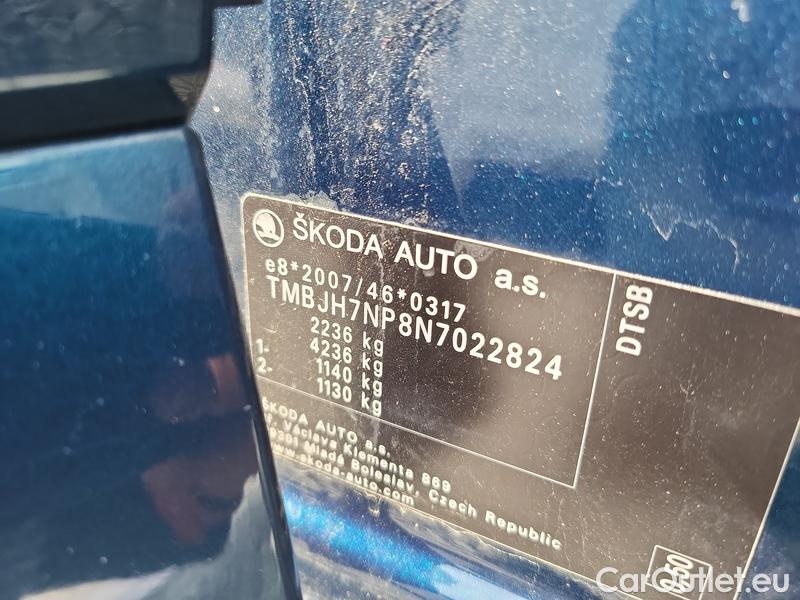 ŠKODA AUTO a.s.
e8*2007/46*0317
TMBJH7NP8N7022824
2236 kg
4236 kg
1- 1140 kg
2- 1130 kg
DTSB
ŠKODA AUTO a.s.
Václava Klementa 869
Mladá Boleslav, Czech Republic
www.skoda-auto.com
CarOutlet.eu